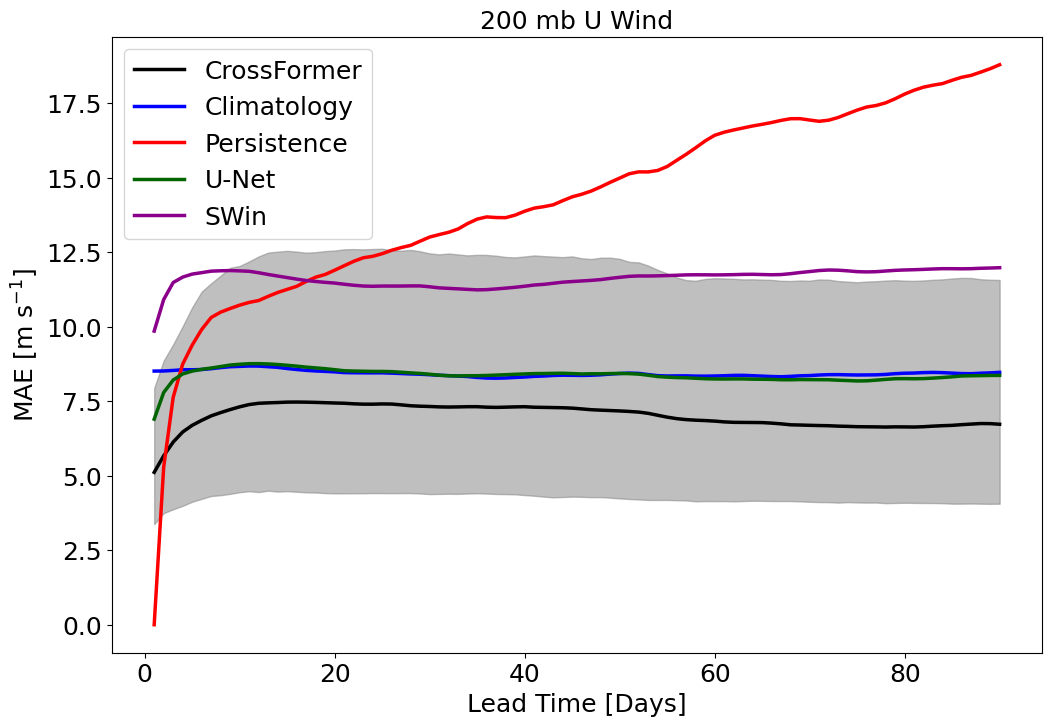 200 mb U Wind
CrossFormer
Climatology
Persistence
U-Net
SWin
MAE [m s⁻¹]
17.5
15.0
12.5
10.0
7.5
5.0
2.5
0.0
0 20 40 60 80
Lead Time [Days]